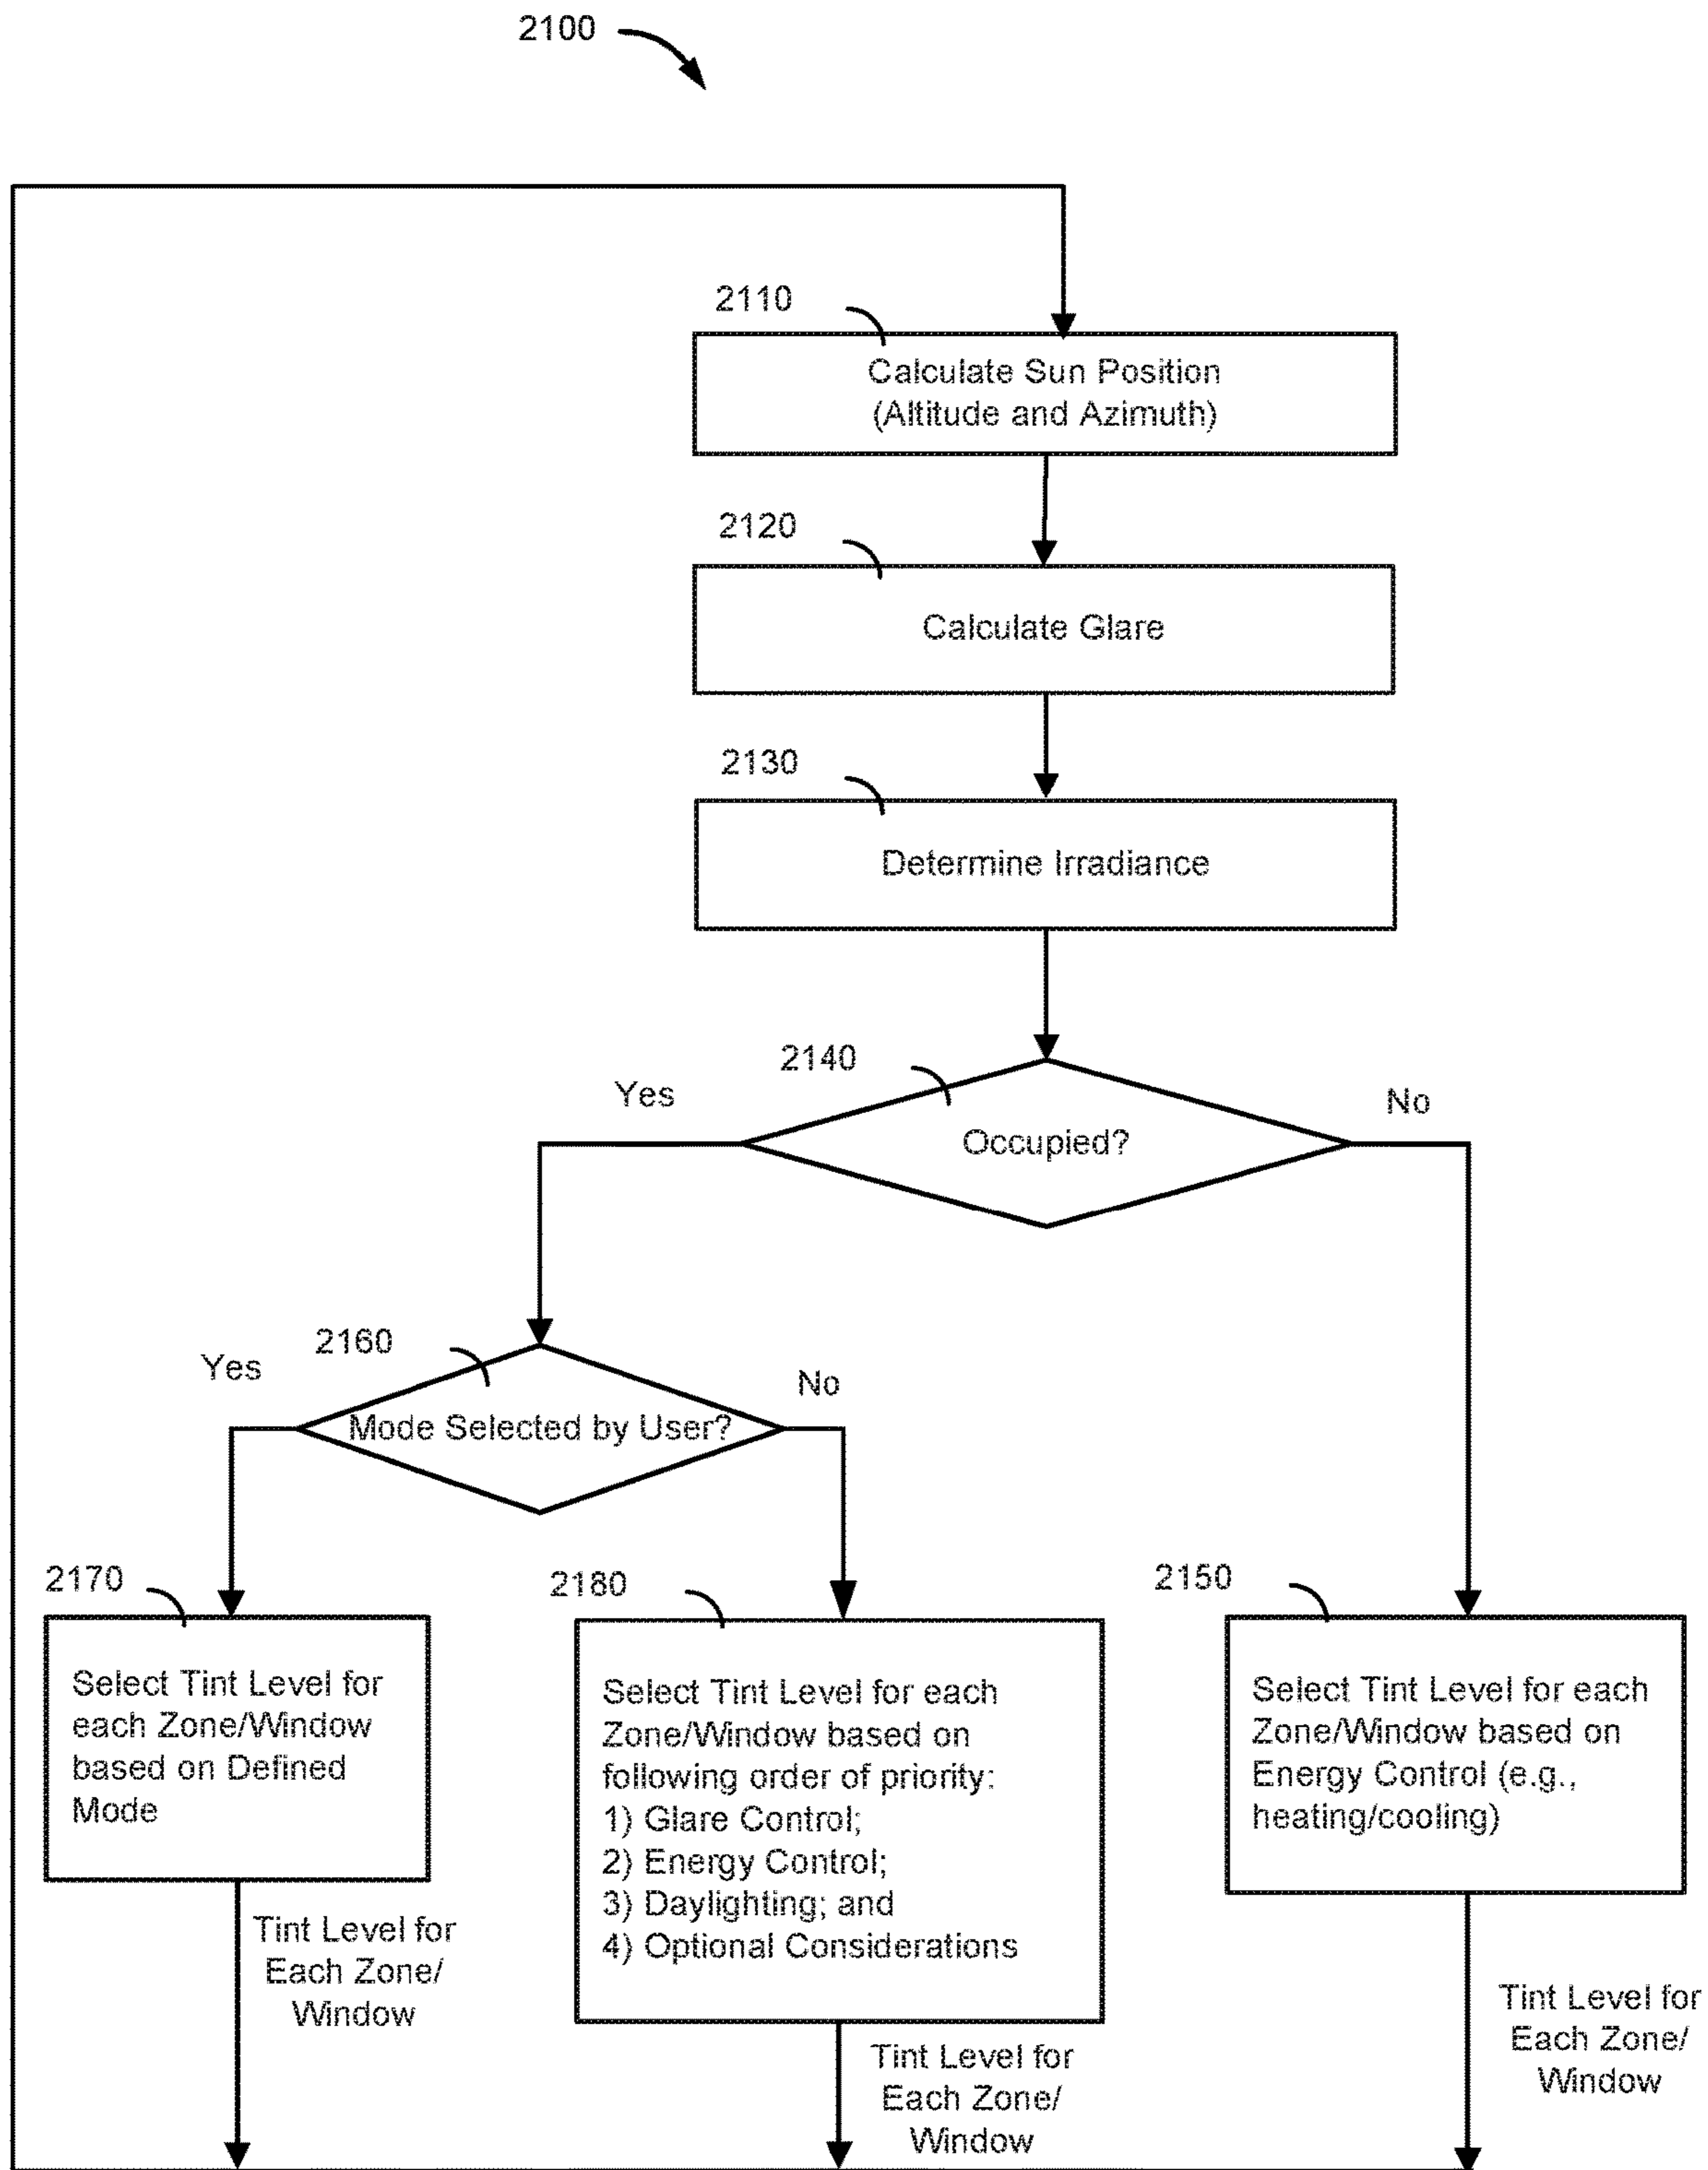 2100
2110
Calculate Sun Position
(Altitude and Azimuth)
2120
Calculate Glare
2130
Determine Irradiance
2140
Yes
No
Occupied?
2160
Yes
No
Mode Selected by User?
2170
Select Tint Level for
each Zone/Window
based on Defined
Mode
2180
Select Tint Level for each
Zone/Window based on
following order of priority:
1) Glare Control;
2) Energy Control;
3) Daylighting; and
4) Optional Considerations
2150
Select Tint Level for each
Zone/Window based on
Energy Control (e.g.,
heating/cooling)
Tint Level for
Each Zone/
Window
Tint Level for
Each Zone/
Window
Tint Level for
Each Zone/
Window